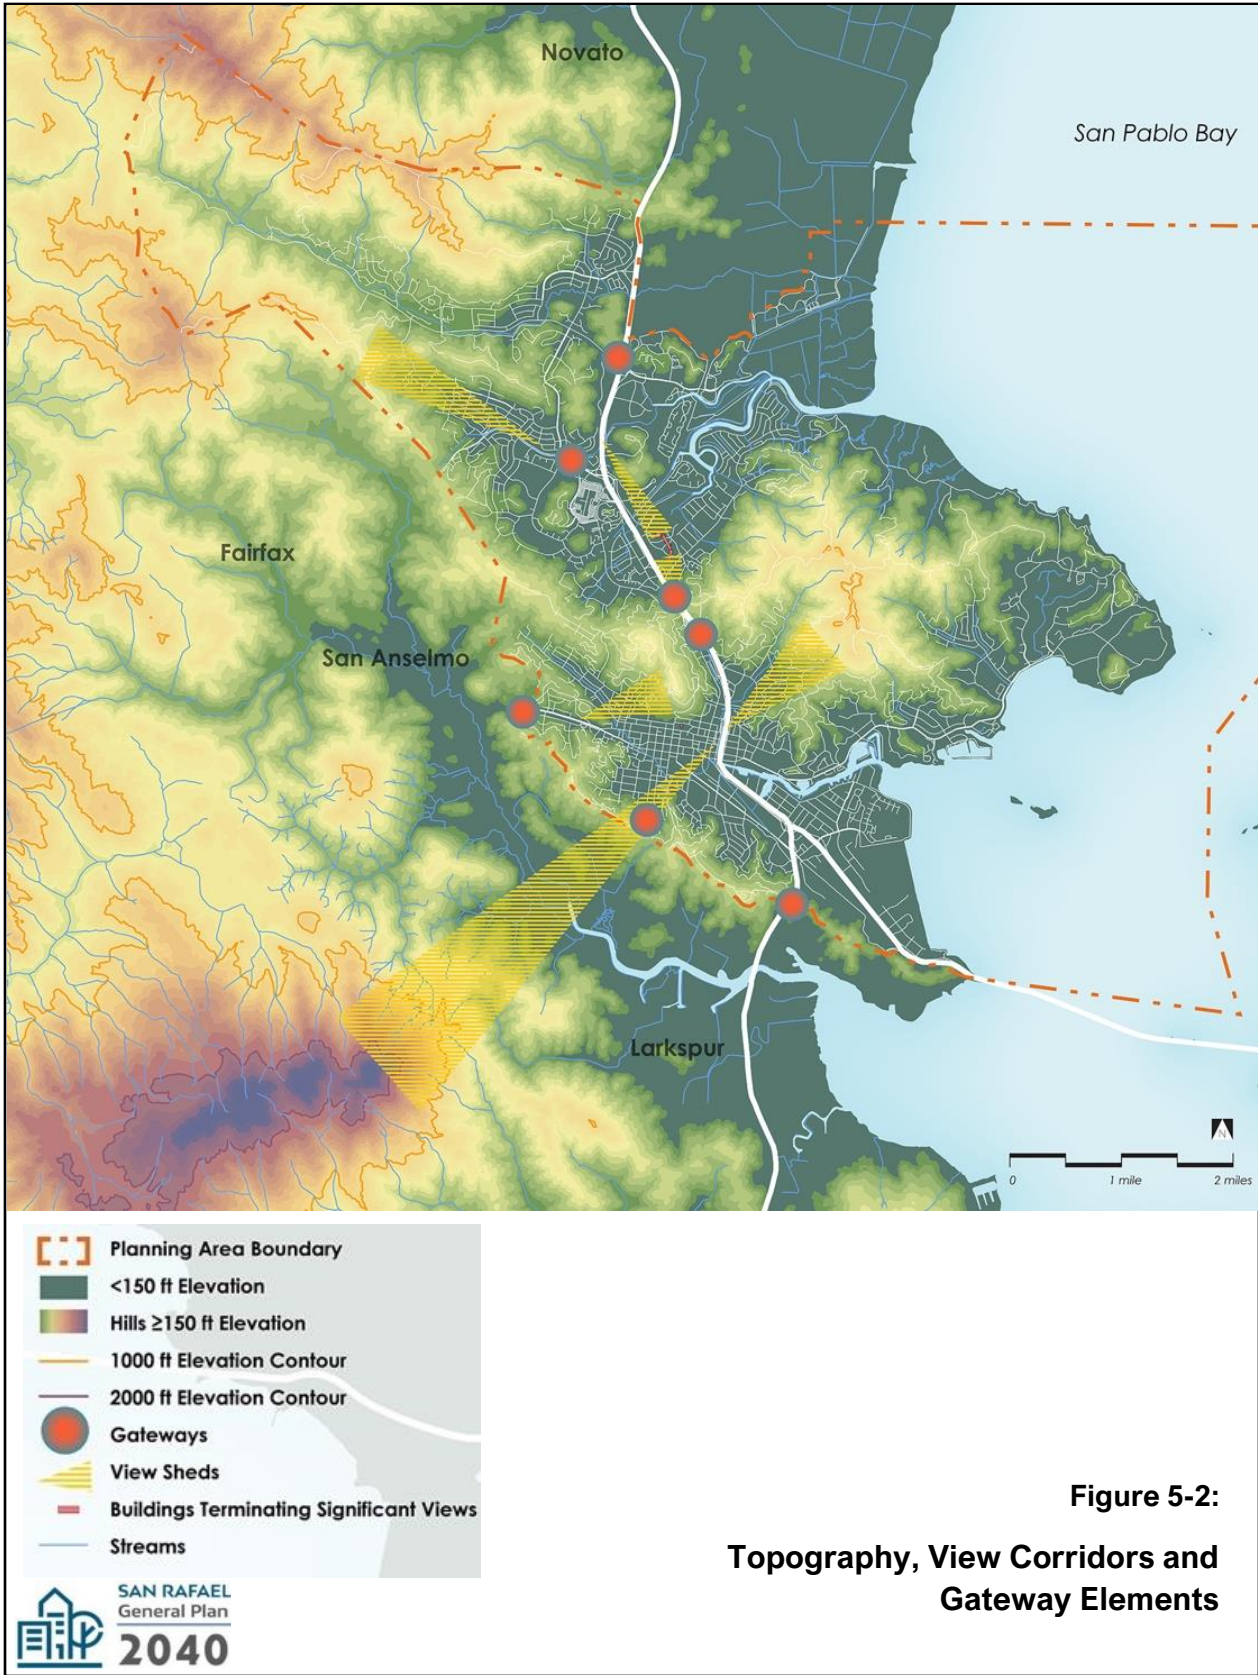 Novato
San Pablo Bay
Fairfax
San Anselmo
Larkspur
N
0 1 mile 2 miles
Planning Area Boundary
<150 ft Elevation
Hills ≥150 ft Elevation
1000 ft Elevation Contour
2000 ft Elevation Contour
Gateways
View Sheds
Buildings Terminating Significant Views
Streams
Figure 5-2:
Topography, View Corridors and
Gateway Elements
SAN RAFAEL
General Plan
2040